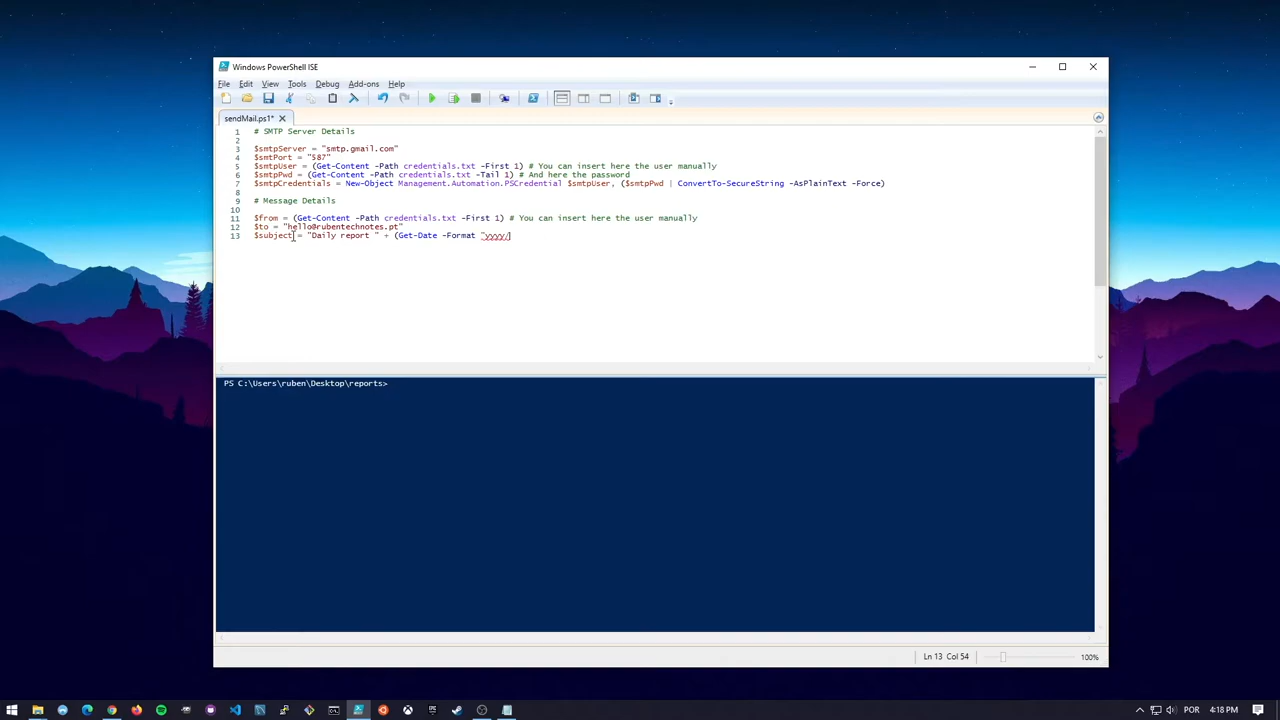 Windows PowerShell ISE
File Edit View Tools Debug Add-ons Help
sendMail.ps1*
1 # SMTP Server Details
2
3 $smtpServer = "smtp.gmail.com"
4 $smtPort = "587"
5 $smtpUser = (Get-Content -Path credentials.txt -First 1) # You can insert here the user manually
6 $smtpPwd = (Get-Content -Path credentials.txt -Tail 1) # And here the password
7 $smtpCredentials = New-Object Management.Automation.PSCredential $smtpUser, ($smtpPwd | ConvertTo-SecureString -AsPlainText -Force)
8
9 # Message Details
10
11 $from = (Get-Content -Path credentials.txt -First 1) # You can insert here the user manually
12 $to = "hello@rubentechnotes.pt"
13 $subject = "Daily report " + (Get-Date -Format "yyyy/
PS C:\Users\ruben\Desktop\reports>
Ln 13 Col 54 100%
POR 4:18 PM